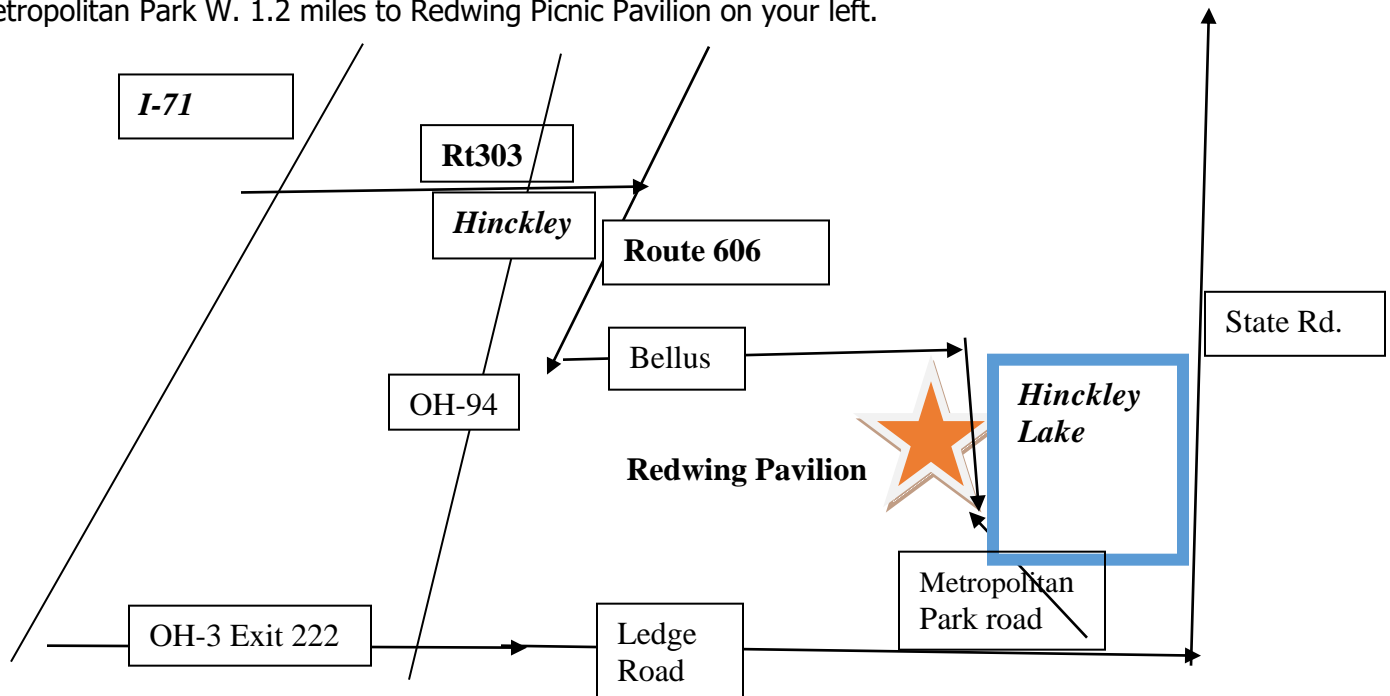 etropolitan Park W. 1.2 miles to Redwing Picnic Pavilion on your left.
I-71
Rt303
Hinckley
Route 606
State Rd.
Bellus
Hinckley
Lake
OH-94
Redwing Pavilion
Metropolitan
Park road
OH-3 Exit 222
Ledge
Road